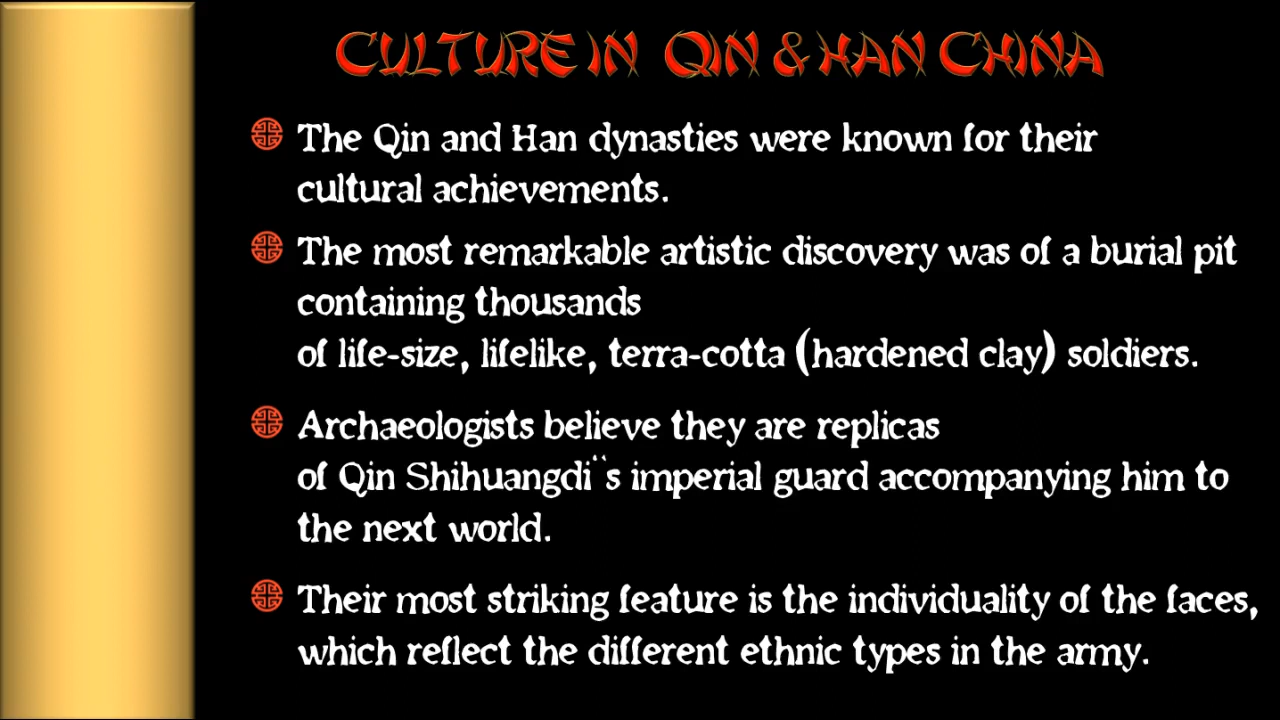 CULTURE IN QIN & HAN CHINA
The Qin and Han dynasties were known for their
cultural achievements.
The most remarkable artistic discovery was of a burial pit
containing thousands
of life-size, lifelike, terra-cotta (hardened clay) soldiers.
Archaeologists believe they are replicas
of Qin Shihuangdi‵‵s imperial guard accompanying him to
the next world.
Their most striking feature is the individuality of the faces,
which reflect the different ethnic types in the army.